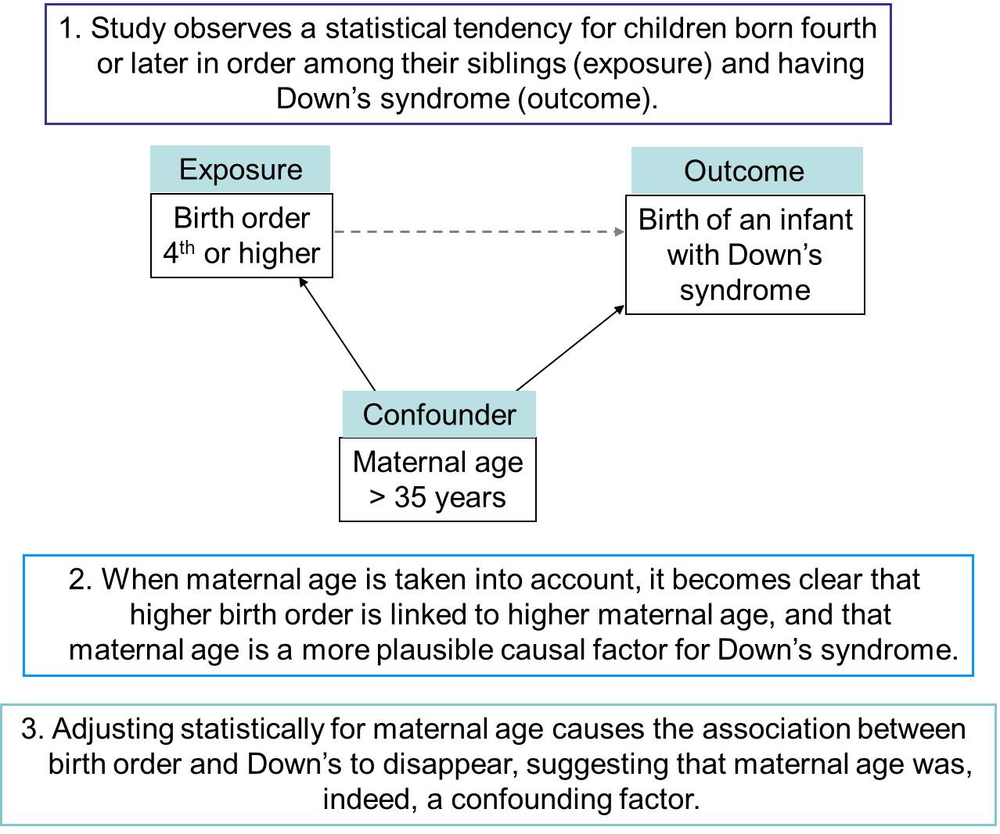 1. Study observes a statistical tendency for children born fourth
or later in order among their siblings (exposure) and having
Down’s syndrome (outcome).
Exposure
Birth order
4th or higher
Outcome
Birth of an infant
with Down’s
syndrome
Confounder
Maternal age
> 35 years
2. When maternal age is taken into account, it becomes clear that
higher birth order is linked to higher maternal age, and that
maternal age is a more plausible causal factor for Down’s syndrome.
3. Adjusting statistically for maternal age causes the association between
birth order and Down’s to disappear, suggesting that maternal age was,
indeed, a confounding factor.